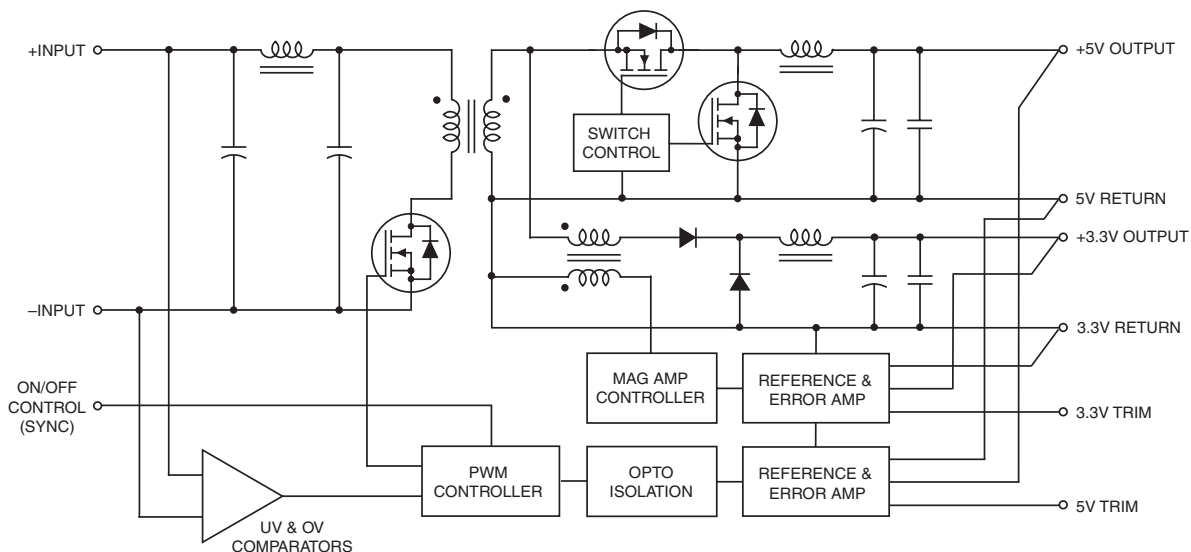 +INPUT
+5V OUTPUT
SWITCH
CONTROL
5V RETURN
+3.3V OUTPUT
–INPUT
3.3V RETURN
ON/OFF
CONTROL
(SYNC)
MAG AMP
CONTROLLER
REFERENCE &
ERROR AMP
3.3V TRIM
PWM
CONTROLLER
OPTO
ISOLATION
REFERENCE &
ERROR AMP
5V TRIM
UV & OV
COMPARATORS